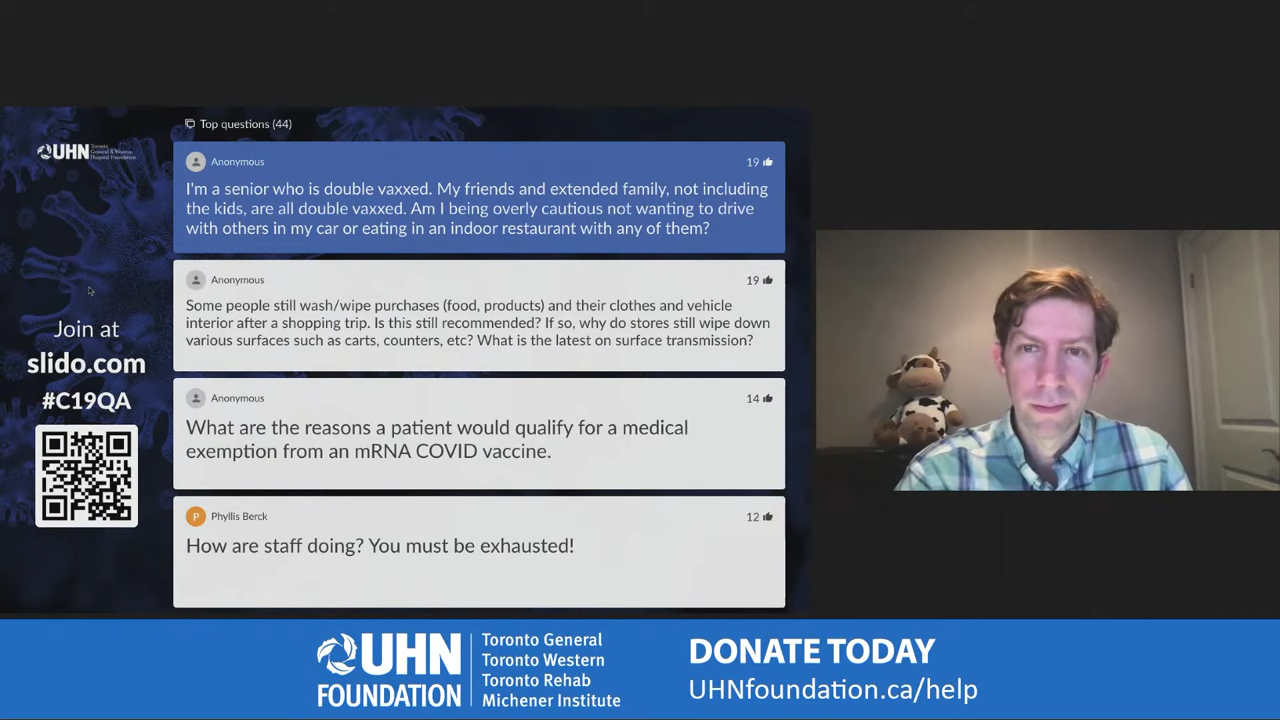 Top questions (44)
UHN
Toronto
General & Western
Hospital Foundation
Anonymous
19
I'm a senior who is double vaxxed. My friends and extended family, not including
the kids, are all double vaxxed. Am I being overly cautious not wanting to drive
with others in my car or eating in an indoor restaurant with any of them?
Anonymous
19
Some people still wash/wipe purchases (food, products) and their clothes and vehicle
interior after a shopping trip. Is this still recommended? If so, why do stores still wipe down
various surfaces such as carts, counters, etc? What is the latest on surface transmission?
Join at
slido.com
#C19QA
Anonymous
14
What are the reasons a patient would qualify for a medical
exemption from an mRNA COVID vaccine.
P
Phyllis Berck
12
How are staff doing? You must be exhausted!
UHN
FOUNDATION
Toronto General
Toronto Western
Toronto Rehab
Michener Institute
DONATE TODAY
UHNfoundation.ca/help